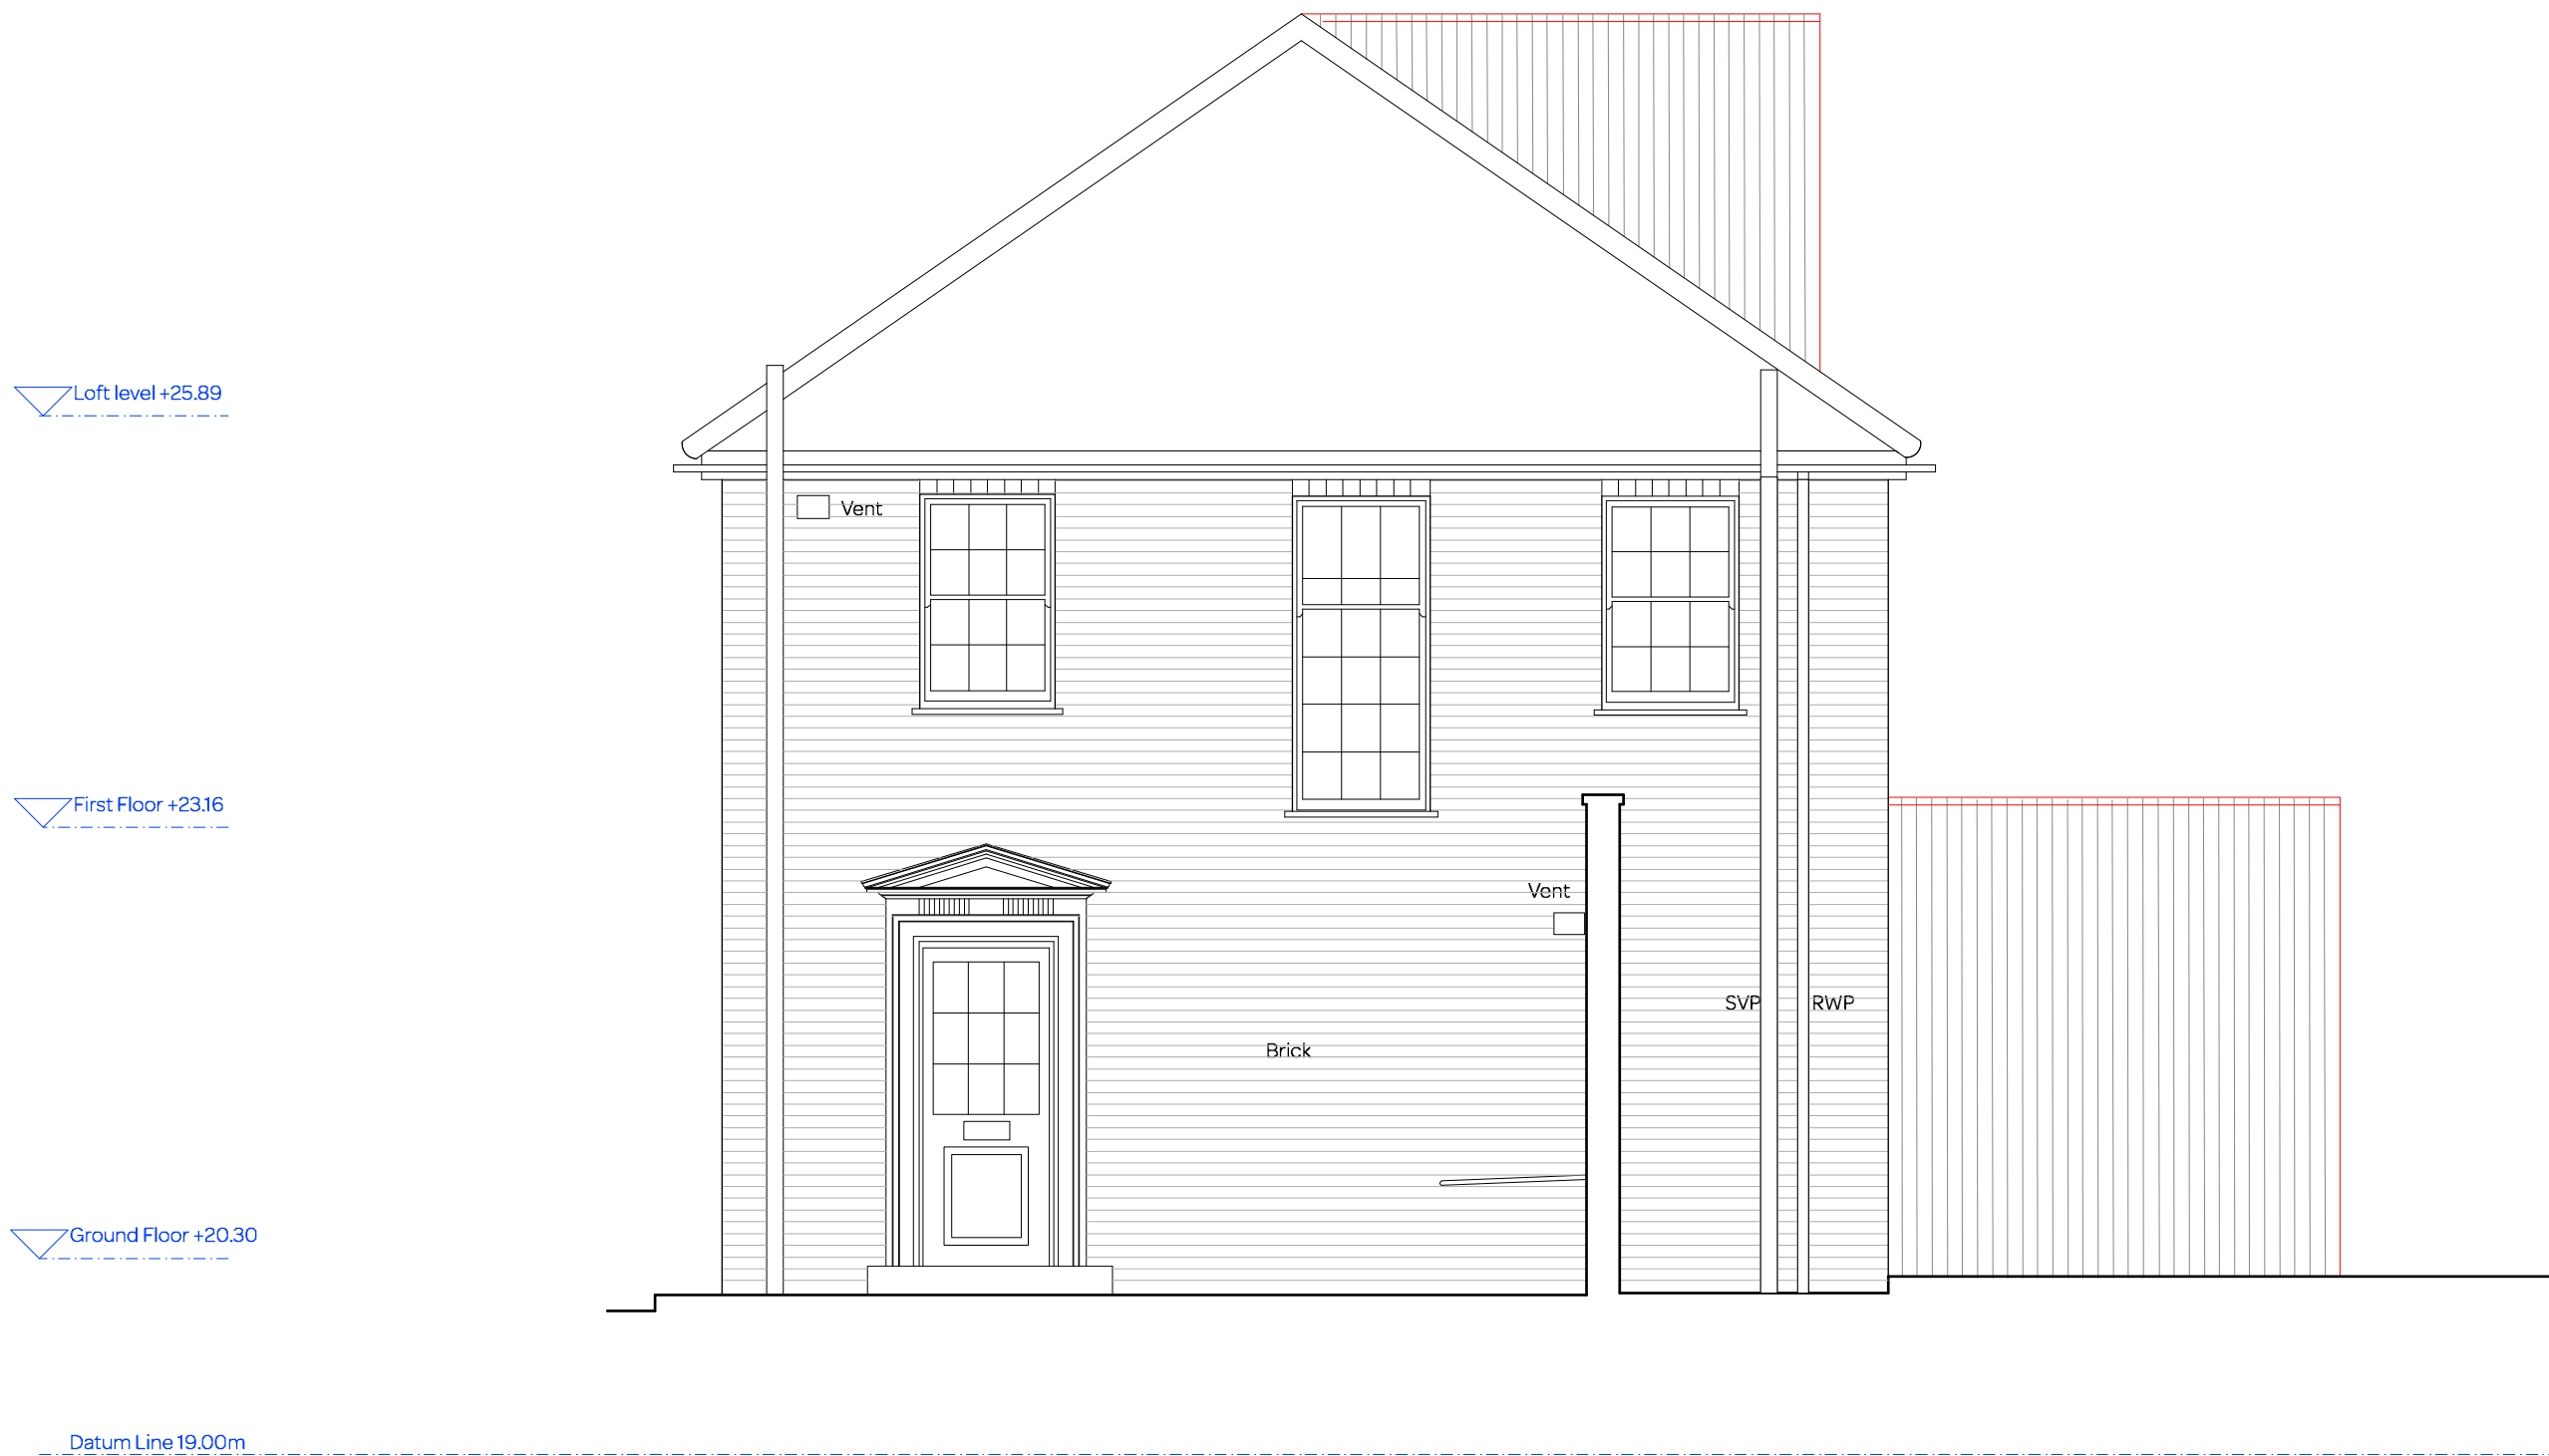 Loft level +25.89
Vent
First Floor +23.16
Vent
SVP
RWP
Brick
Ground Floor +20.30
Datum Line 19.00m